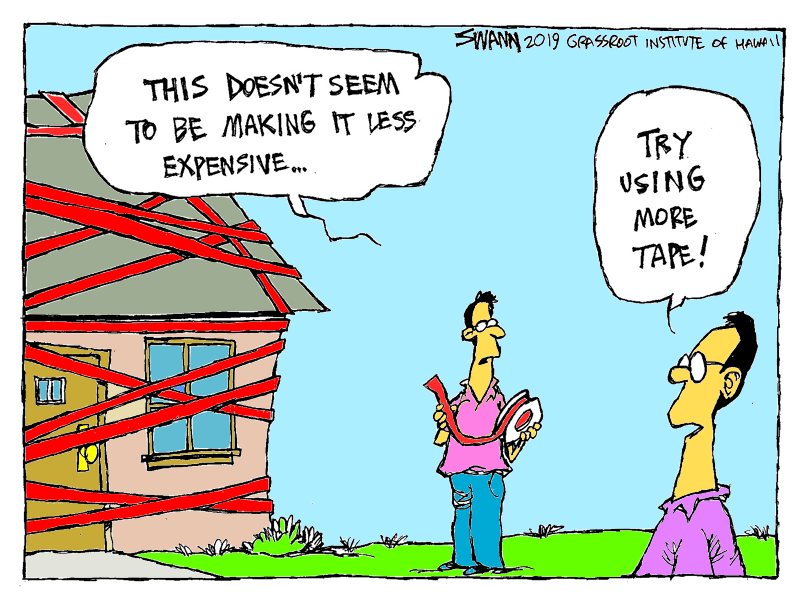 SWANN 2019 GRASSROOT INSTITUTE OF HAWAII
THIS DOESN'T SEEM
TO BE MAKING IT LESS
EXPENSIVE...
TRY
USING
MORE
TAPE!